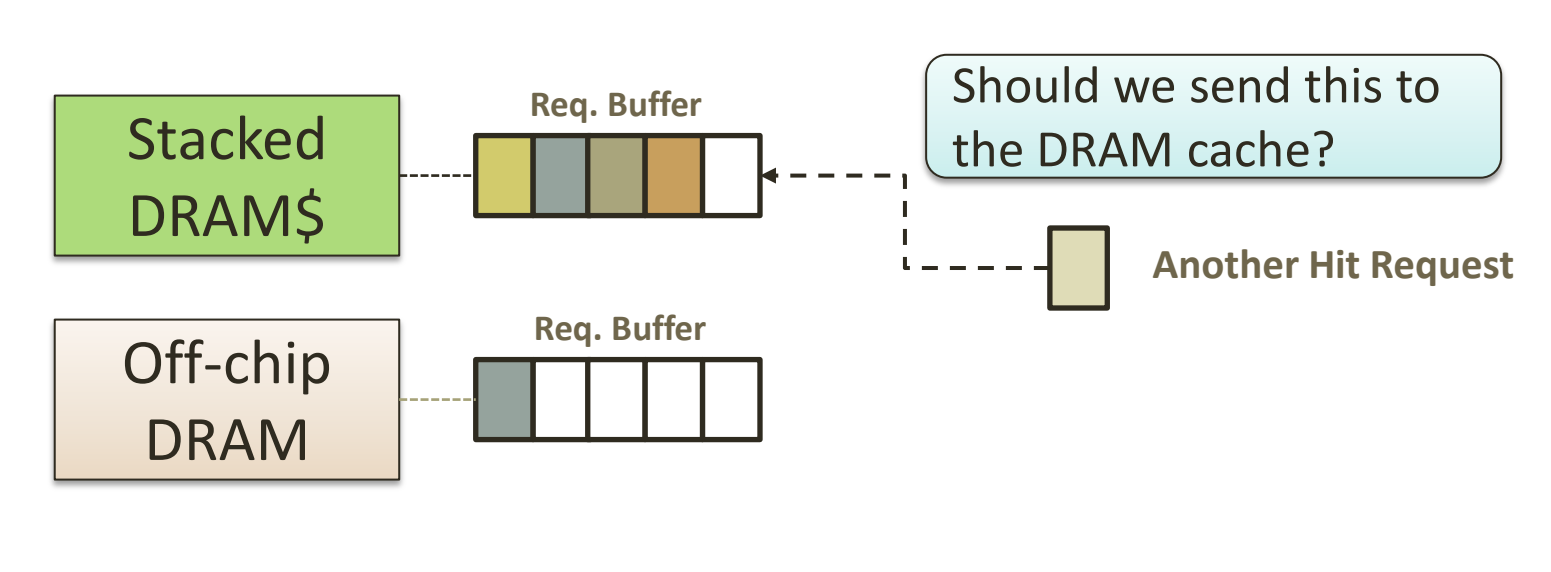 Stacked
DRAM$
Req. Buffer
Should we send this to
the DRAM cache?
Another Hit Request
Off-chip
DRAM
Req. Buffer